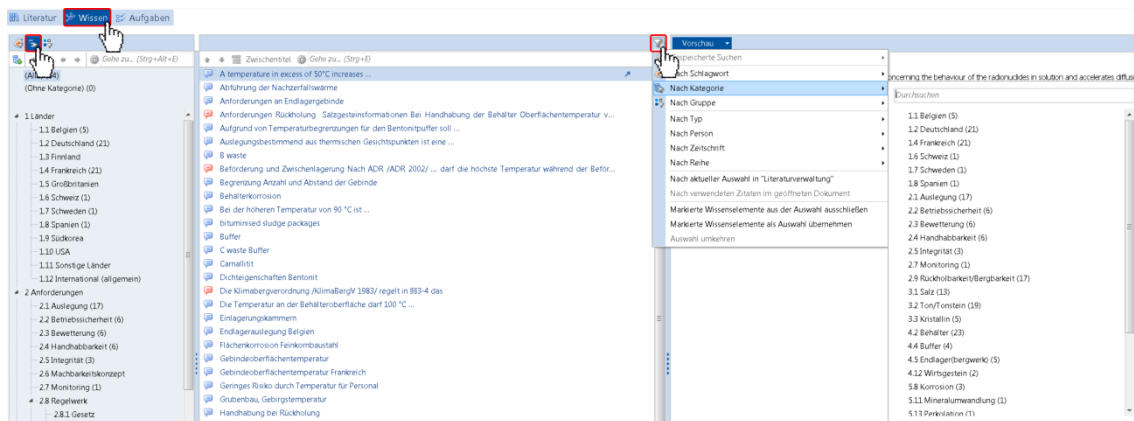 Literatur Wissen Aufgaben
Gehe zu... (Strg+Alt+E)
(Ohne Kategorie) (0)
1 Länder
1.1 Belgien (5)
1.2 Deutschland (21)
1.3 Finnland
1.4 Frankreich (21)
1.5 Großbritanien
1.6 Schweiz (1)
1.7 Schweden (1)
1.8 Spanien (1)
1.9 Südkorea
1.10 USA
1.11 Sonstige Länder
1.12 International (allgemein)
2 Anforderungen
2.1 Auslegung (17)
2.2 Betriebssicherheit (6)
2.3 Bewetterung (6)
2.4 Handhabbarkeit (6)
2.5 Integrität (3)
2.6 Machbarkeitskonzept
2.7 Monitoring (1)
2.8 Regelwerk
2.8.1 Gesetz
Zwischentitel Gehe zu... (Strg+E)
A temperature in excess of 50°C increases ...
Abführung der Nachzerfallswärme
Anforderungen an Endlagergebinde
Anforderungen Rückholung Salzgesteinsformationen Bei Handhabung der Behälter Oberflächentemperatur v...
Aufgrund von Temperaturbegrenzungen für den Bentonitpuffer soll ...
Auslegungsbestimmend aus thermischen Gesichtspunkten ist eine ...
B waste
Beförderung und Zwischenlagerung Nach ADR /ADR 2002/ ... darf die höchste Temperatur während der Beför...
Begrenzung Anzahl und Abstand der Gebinde
Behälterkorrosion
Bei der höheren Temperatur von 90 °C ist ...
bituminised sludge packages
Buffer
C waste Buffer
Carnallitit
Dichteigenschaften Bentonit
Die Klimabergverordnung /KlimaBergV 1983/ regelt in §§3-4 das
Die Temperatur an der Behälteroberfläche darf 100 °C ...
Einlagerungskammern
Endlagerauslegung Belgien
Flächenkorrosion Feinkornbaustahl
Gebindeoberflächentemperatur
Gebindeoberflächentemperatur Frankreich
Geringes Risiko durch Temperatur für Personal
Grubenbau, Gebirgstemperatur
Handhabung bei Rückholung
Vorschau
Gespeicherte Suchen
Nach Schlagwort
Nach Kategorie
Nach Gruppe
Nach Typ
Nach Person
Nach Zeitschrift
Nach Reihe
Nach aktueller Auswahl in "Literaturverwaltung"
Nach verwendeten Zitaten im geöffneten Dokument
Markierte Wissenselemente aus der Auswahl ausschließen
Markierte Wissenselemente als Auswahl übernehmen
Auswahl umkehren
concerning the behaviour of the radionuclides in solution and accelerates diffusi
Durchsuchen
1.1 Belgien (5)
1.2 Deutschland (21)
1.4 Frankreich (21)
1.6 Schweiz (1)
1.7 Schweden (1)
1.8 Spanien (1)
2.1 Auslegung (17)
2.2 Betriebssicherheit (6)
2.3 Bewetterung (6)
2.4 Handhabbarkeit (6)
2.5 Integrität (3)
2.7 Monitoring (1)
2.9 Rückholbarkeit/Bergbarkeit (17)
3.1 Salz (13)
3.2 Ton/Tonstein (19)
3.3 Kristallin (5)
4.2 Behälter (23)
4.4 Buffer (4)
4.5 Endlager(bergwerk) (5)
4.12 Wirtsgestein (2)
5.8 Korrosion (3)
5.11 Mineralumwandlung (1)
5.13 Perkolation (1)